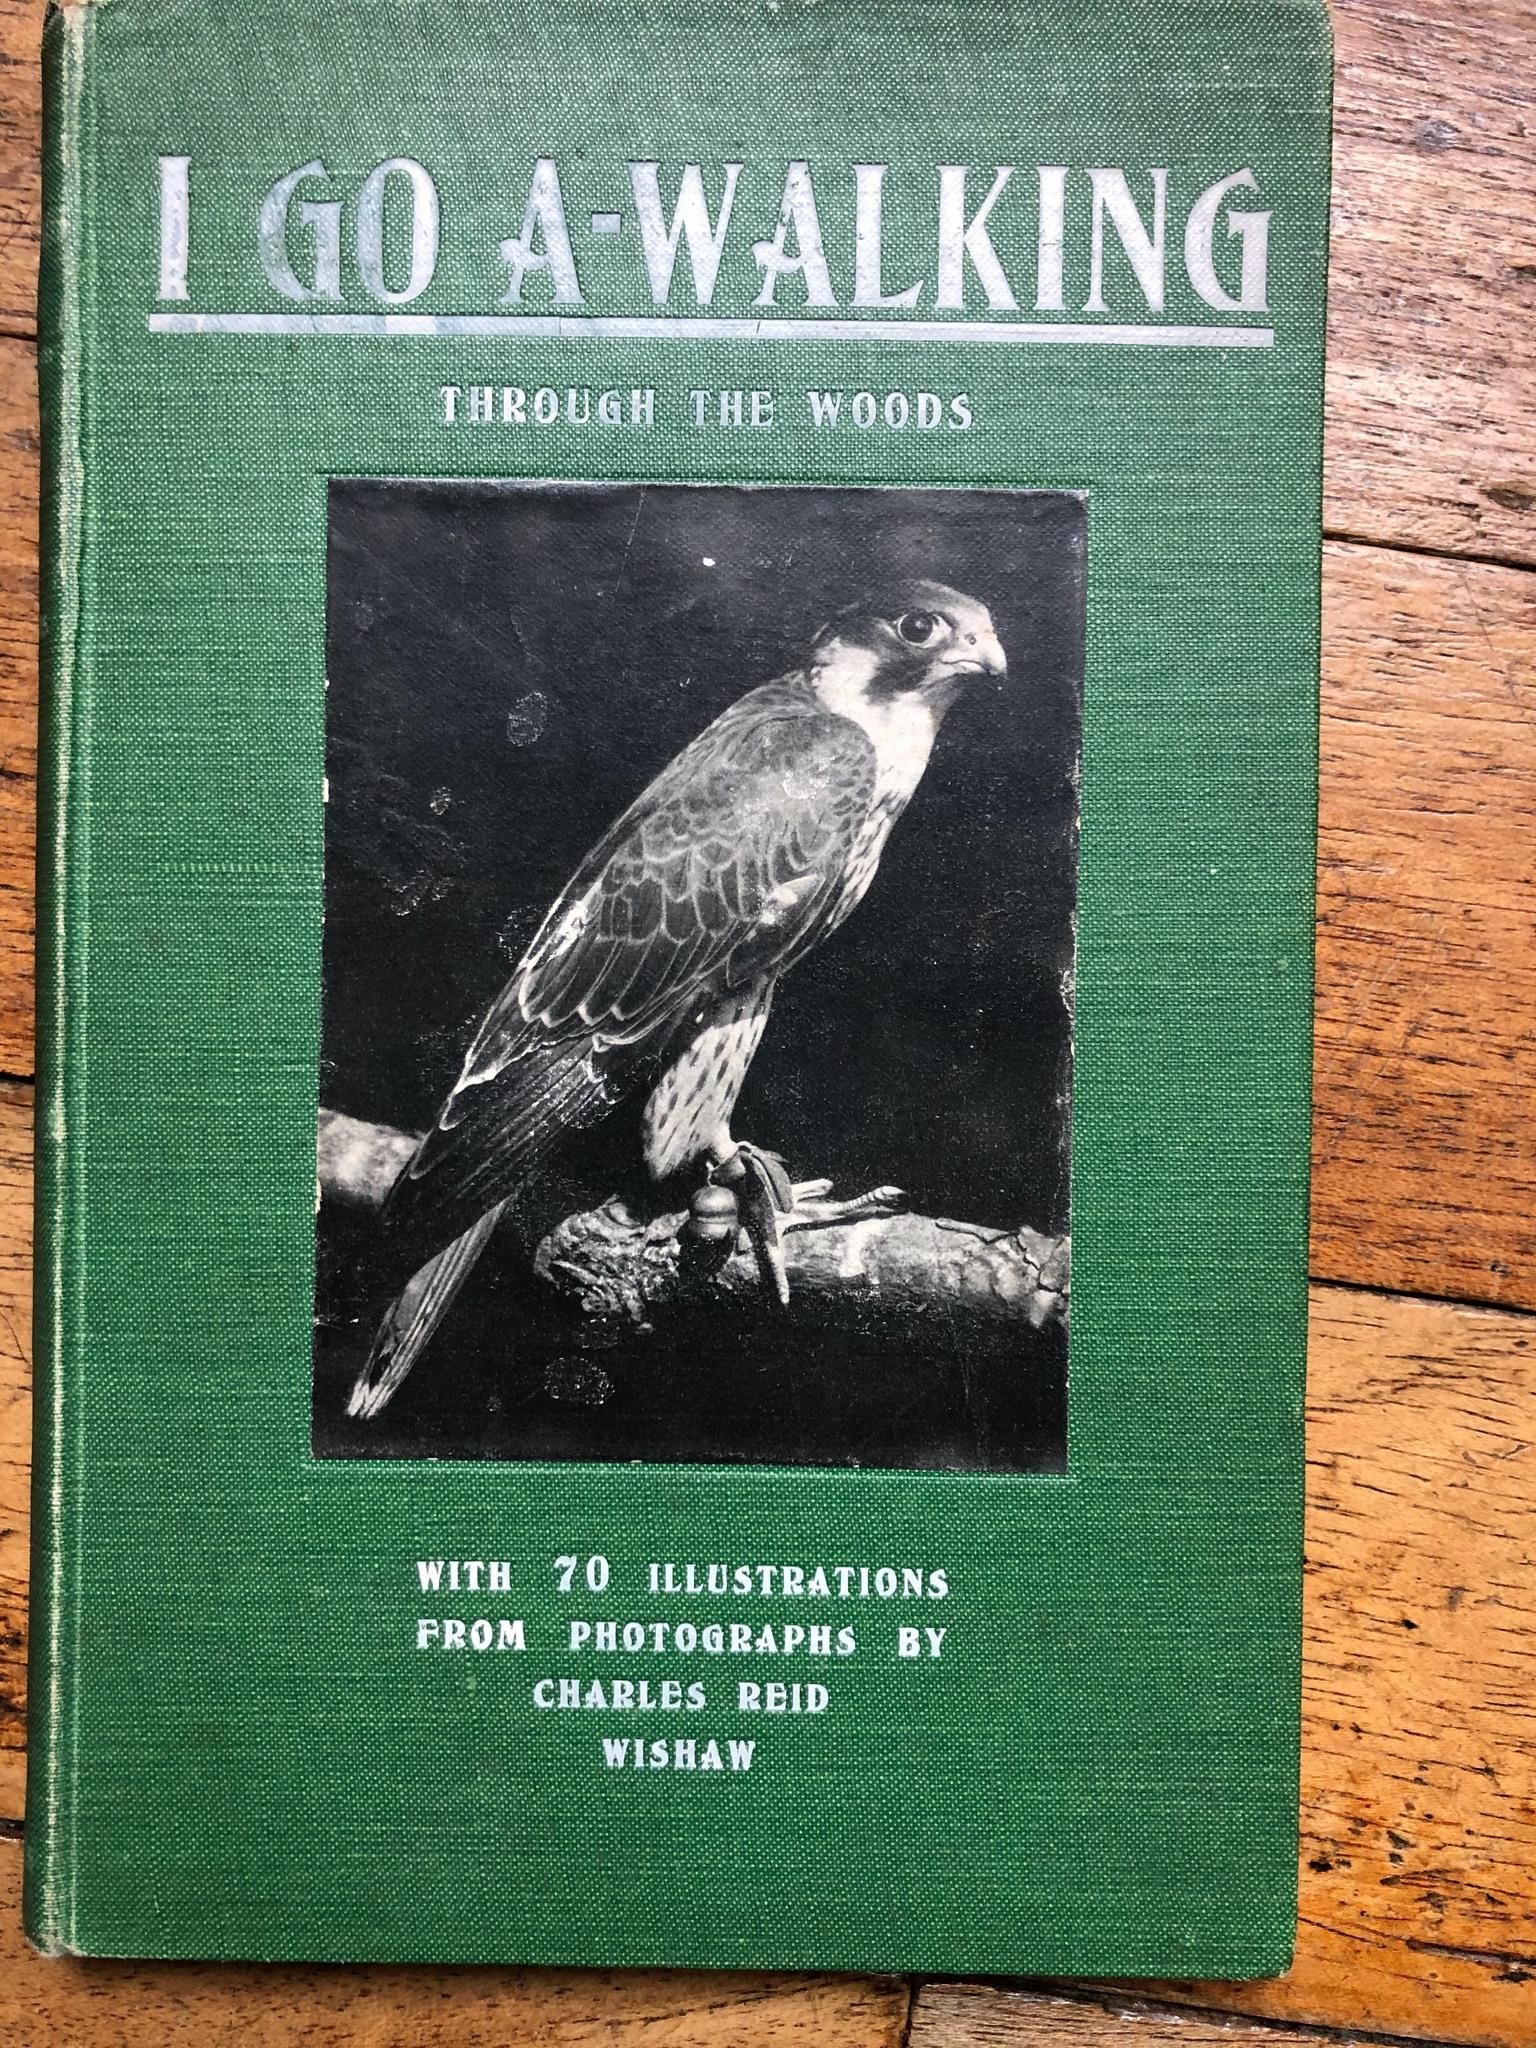 I GO A-WALKING
THROUGH THE WOODS
WITH 70 ILLUSTRATIONS
FROM PHOTOGRAPHS BY
CHARLES REID
WISHAW